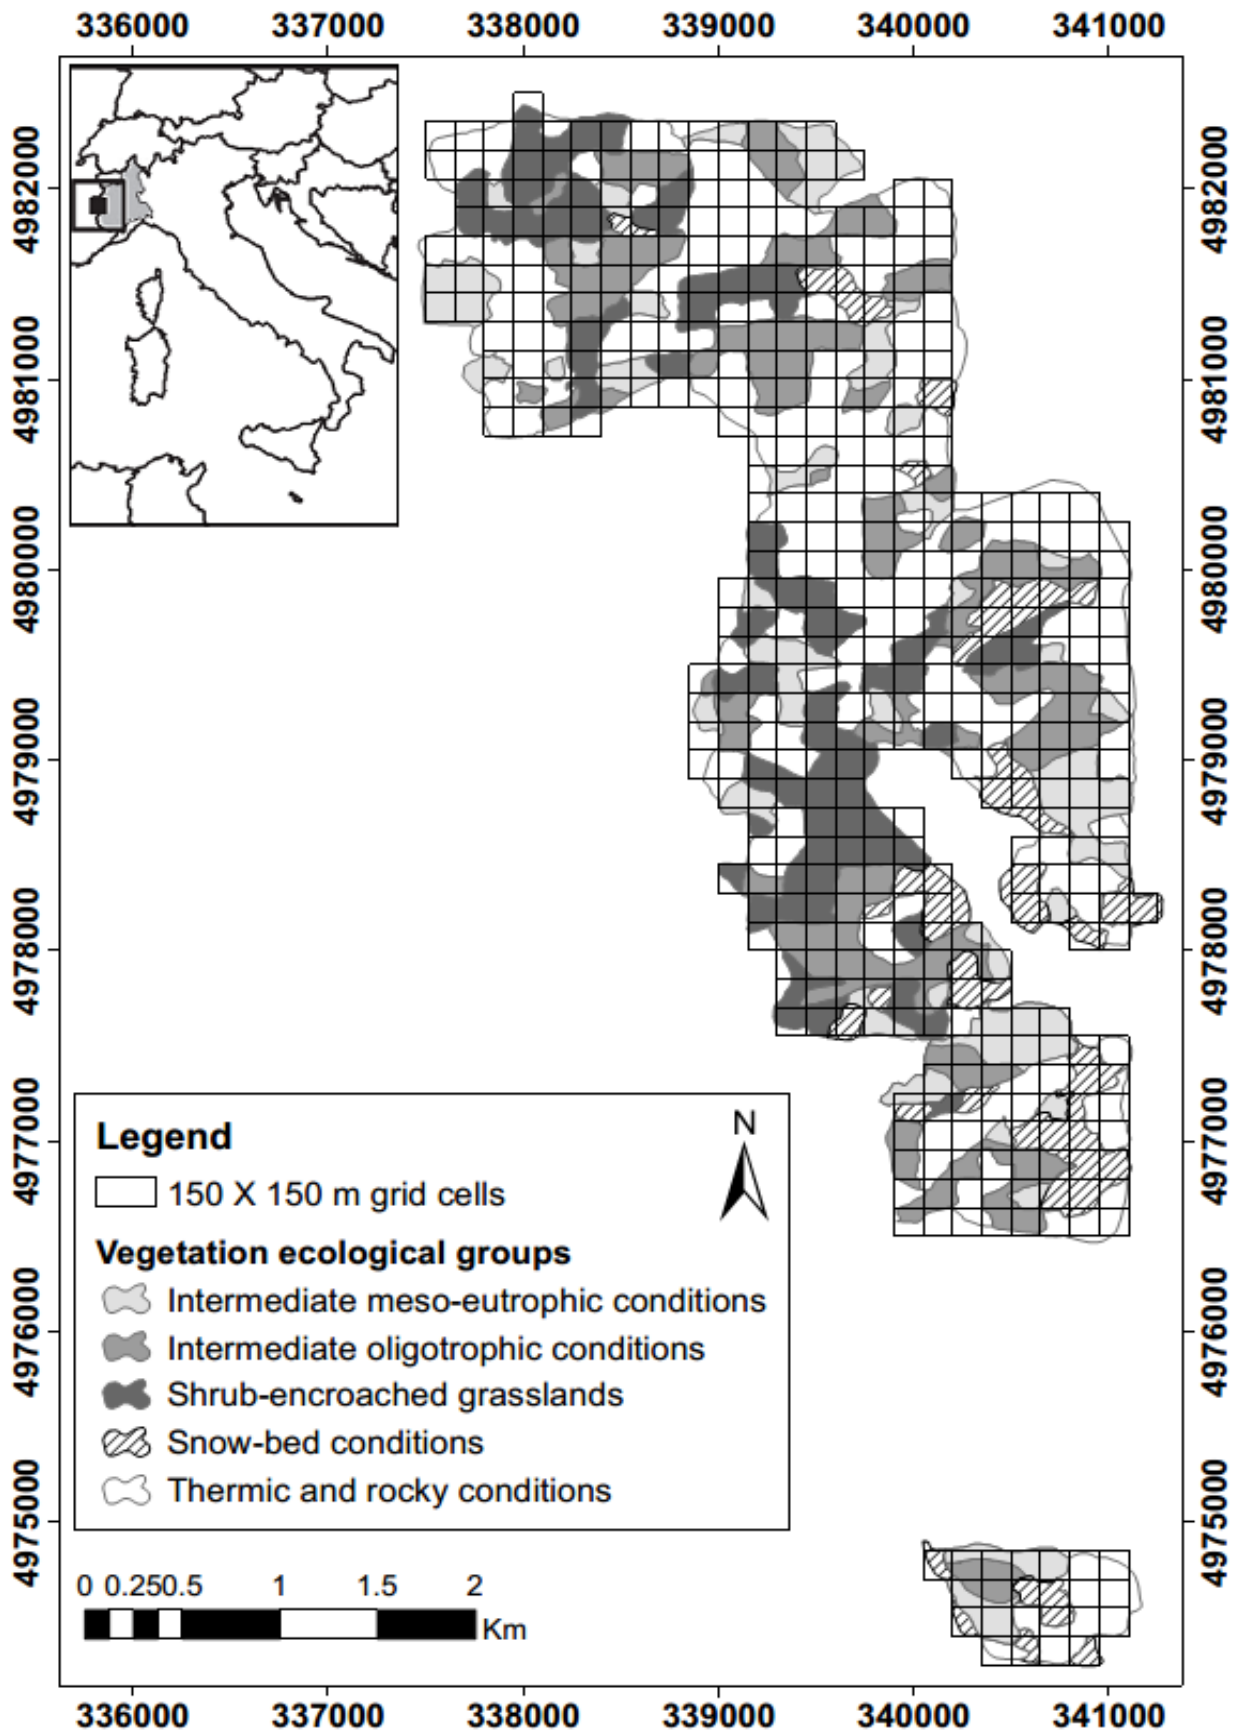 336000 337000 338000 339000 340000 341000
4982000 4982000
4981000 4981000
4980000 4980000
4979000 4979000
4978000 4978000
4977000 4977000
4976000 4976000
4975000 4975000
Legend
N
150 X 150 m grid cells
Vegetation ecological groups
Intermediate meso-eutrophic conditions
Intermediate oligotrophic conditions
Shrub-encroached grasslands
Snow-bed conditions
Thermic and rocky conditions
0 0.250.5 1 1.5 2
Km
336000 337000 338000 339000 340000 341000